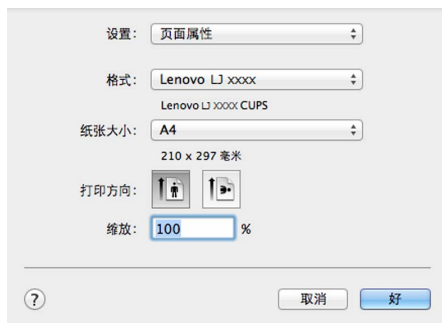 设置： 页面属性
格式： Lenovo LJ xxxx
Lenovo LJ XXXX CUPS
纸张大小： A4
210 x 297 毫米
打印方向：
缩放： 100 %
? 取消 好